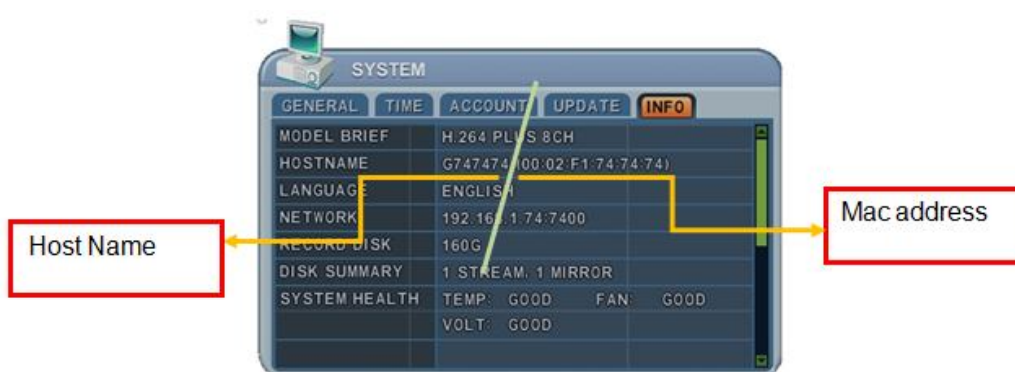 SYSTEM
GENERAL TIME ACCOUNT UPDATE INFO
MODEL BRIEF H.264 PLUS 8CH
HOSTNAME G747474 (00:02:F1:74:74:74)
LANGUAGE ENGLISH
NETWORK 192.168.1.74:7400
RECORD DISK 160G
DISK SUMMARY 1 STREAM, 1 MIRROR
SYSTEM HEALTH TEMP: GOOD FAN: GOOD
VOLT: GOOD
Host Name
Mac address